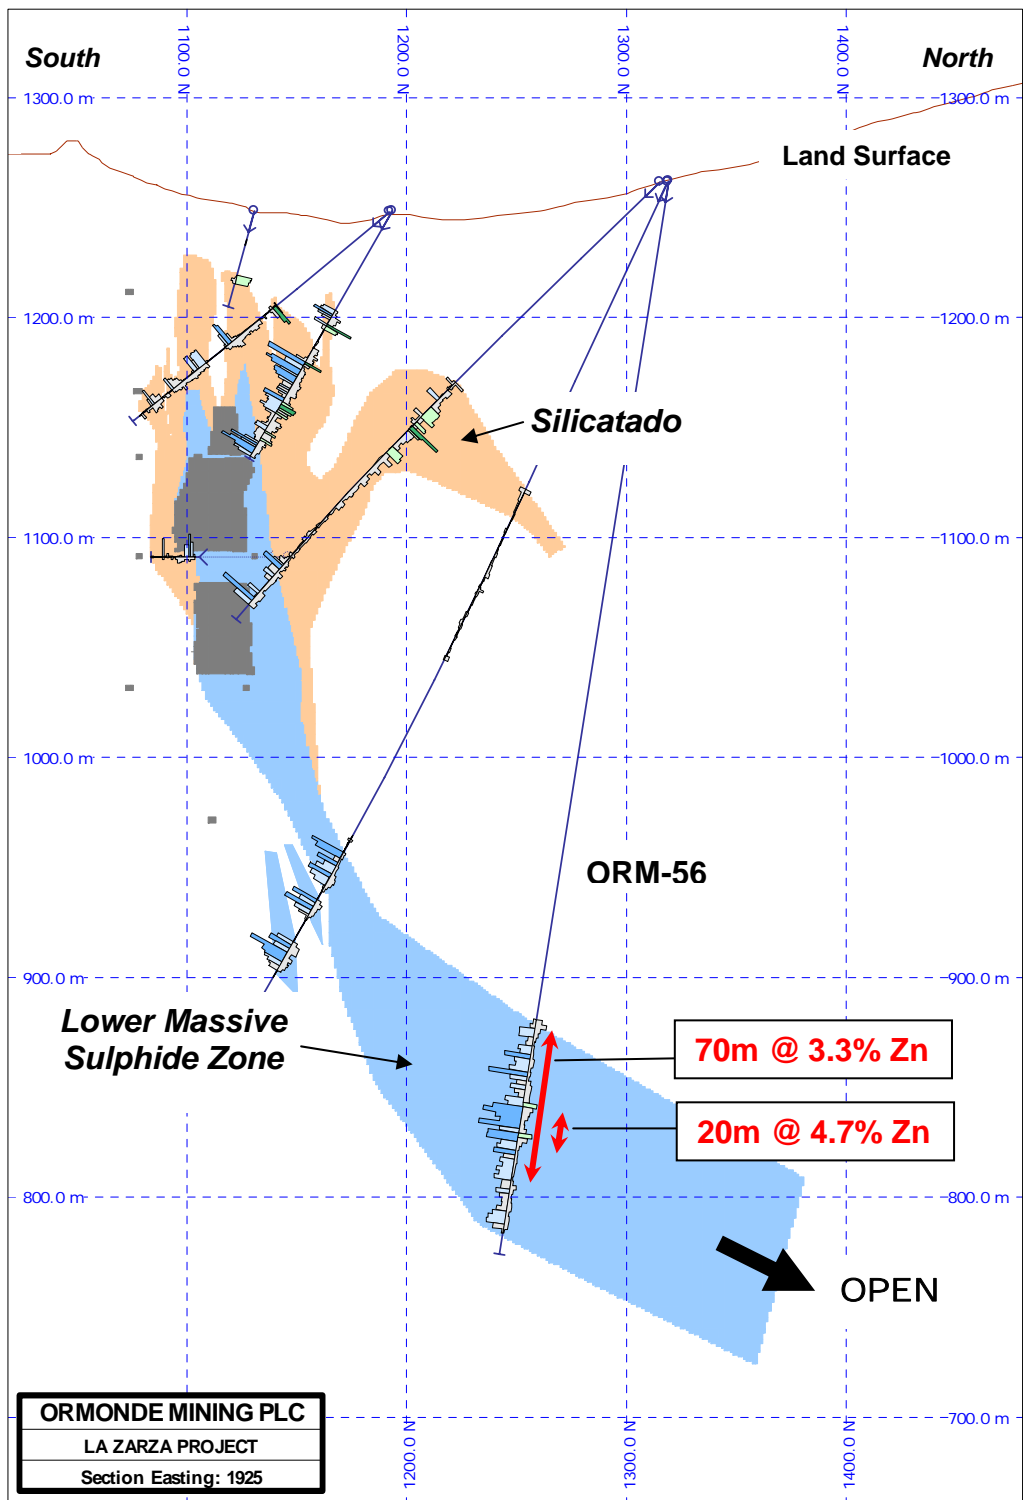 South
1100.0 N
1200.0 N
1300.0 N
1400.0 N
North
1300.0 m
1300.0 m
Land Surface
1200.0 m
1200.0 m
Silicatado
1100.0 m
1100.0 m
1000.0 m
1000.0 m
ORM-56
900.0 m
900.0 m
Lower Massive
Sulphide Zone
70m @ 3.3% Zn
20m @ 4.7% Zn
800.0 m
800.0 m
OPEN
ORMONDE MINING PLC
LA ZARZA PROJECT
Section Easting: 1925
700.0 m
1200.0 N
1300.0 N
1400.0 N